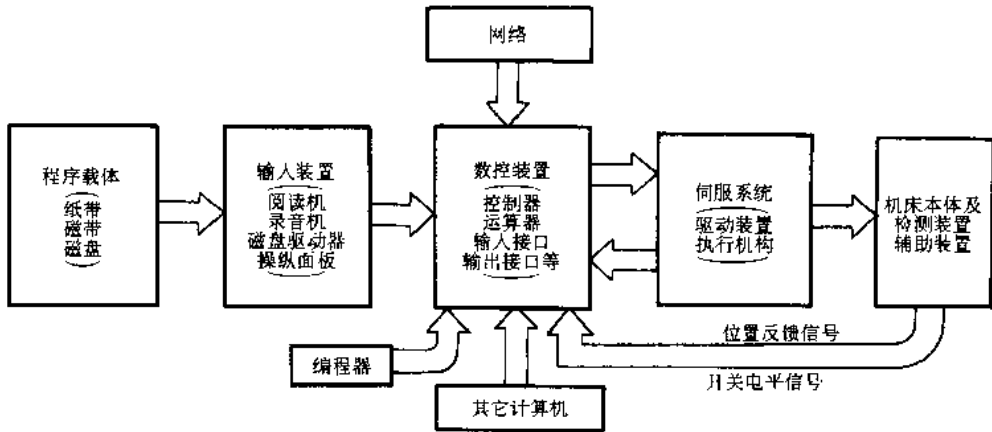 网络
程序载体
纸带
磁带
磁盘
输人装置
阅读机
录音机
磁盘驱动器
操纵面板
数控装置
控制器
运算器
输人接口
输出接口等
伺服系统
驱动装置
执行机构
机床本体及
检测装置
辅助装置
位置反馈信号
开关电平信号
编程器
其它计算机